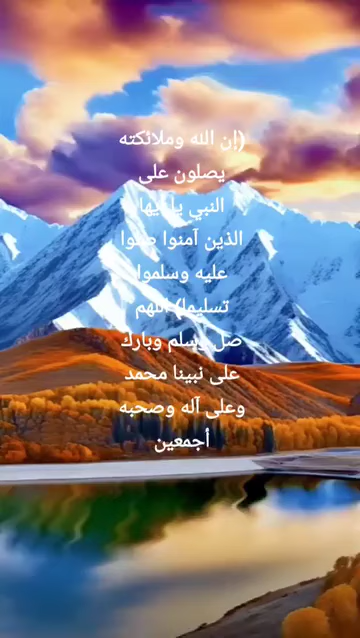 (إن الله وملائكته
يصلون على
النبي يا أيها
الذين آمنوا صلوا
عليه وسلموا
تسليما) اللهم
صل وسلم وبارك
على نبينا محمد
وعلى آله وصحبه
أجمعين